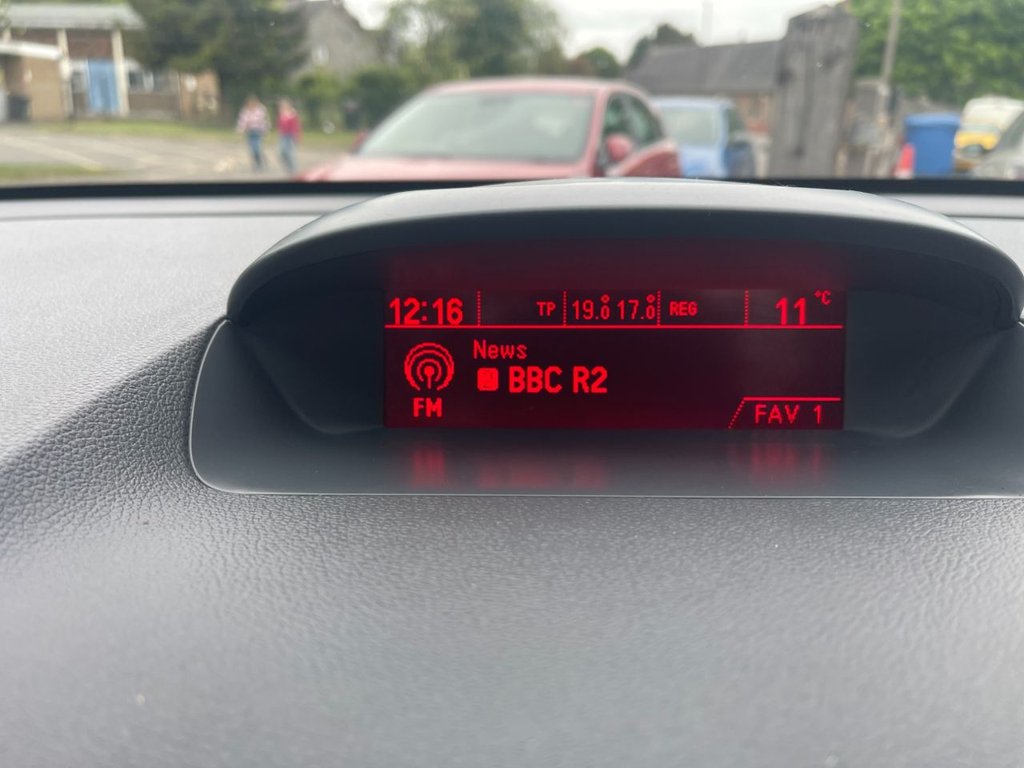 12:16 TP 19.0° 17.0° REG 11 °C
News
BBC R2
FM
FAV 1